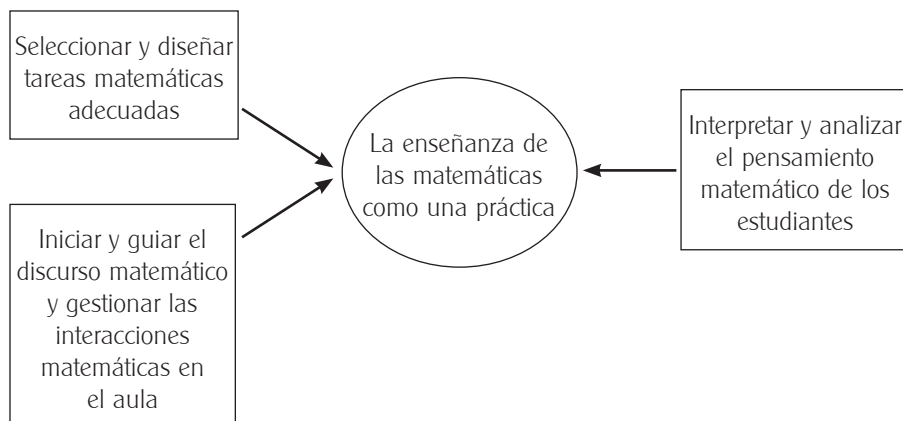 Seleccionar y diseñar
tareas matemáticas
adecuadas
La enseñanza de
las matemáticas
como una práctica
Interpretar y analizar
el pensamiento
matemático de los
estudiantes
Iniciar y guiar el
discurso matemático
y gestionar las
interacciones
matemáticas en
el aula